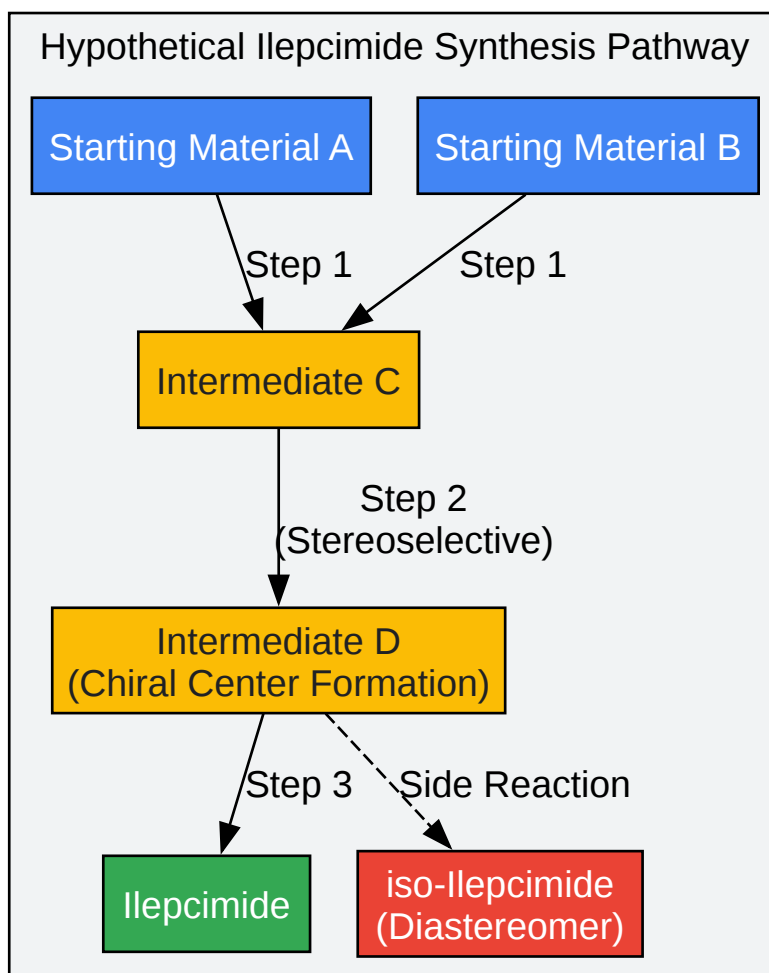 Hypothetical Ilepcimide Synthesis Pathway
Starting Material A
Starting Material B
Step 1
Step 1
Intermediate C
Step 2
(Stereoselective)
Intermediate D
(Chiral Center Formation)
Step 3
Side Reaction
Ilepcimide
iso-Ilepcimide
(Diastereomer)